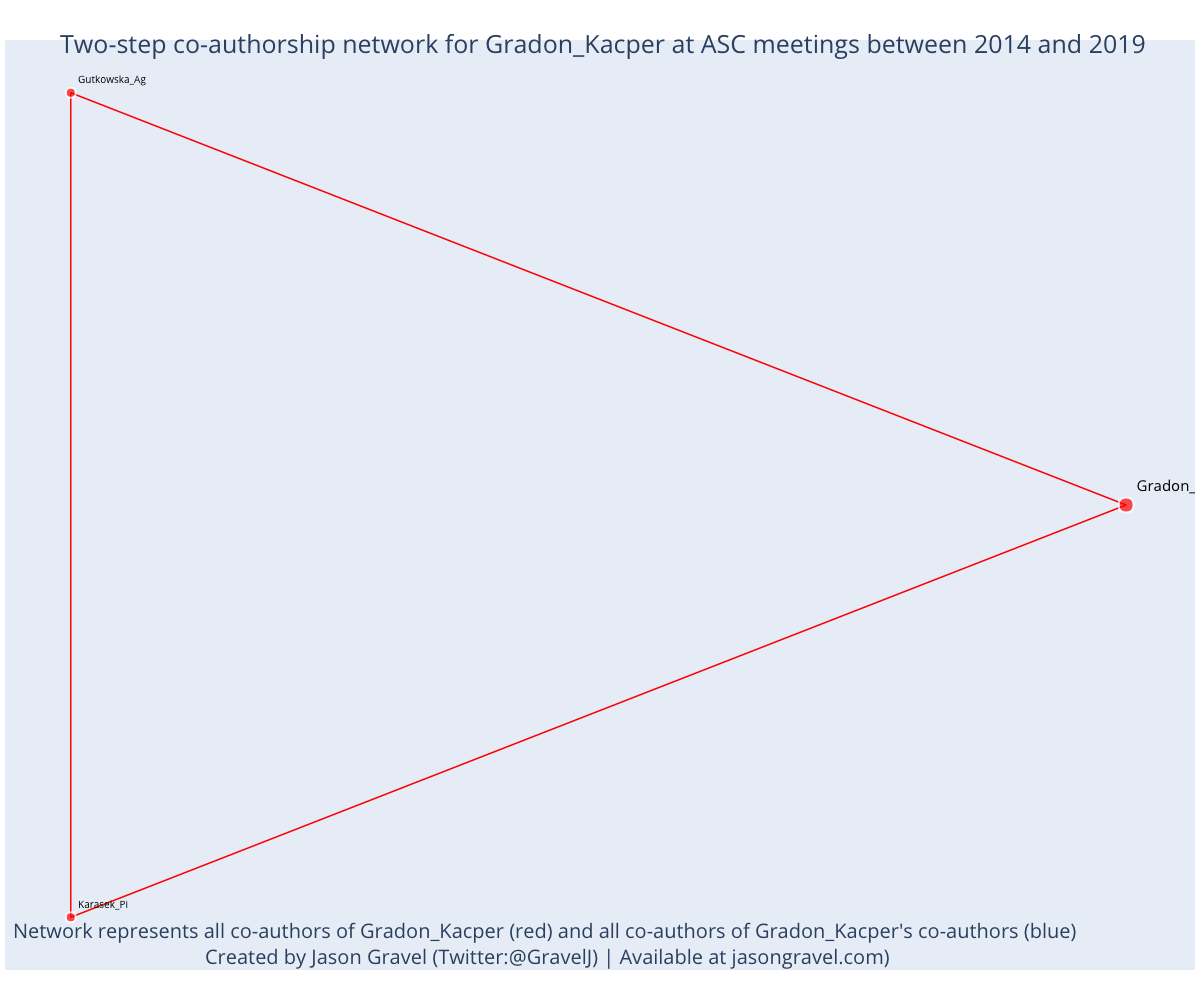 Two-step co-authorship network for Gradon_Kacper at ASC meetings between 2014 and 2019
Gutkowska_Ag
Gradon_
Karasek_Pi
Network represents all co-authors of Gradon_Kacper (red) and all co-authors of Gradon_Kacper's co-authors (blue)
Created by Jason Gravel (Twitter:@GravelJ) | Available at jasongravel.com)